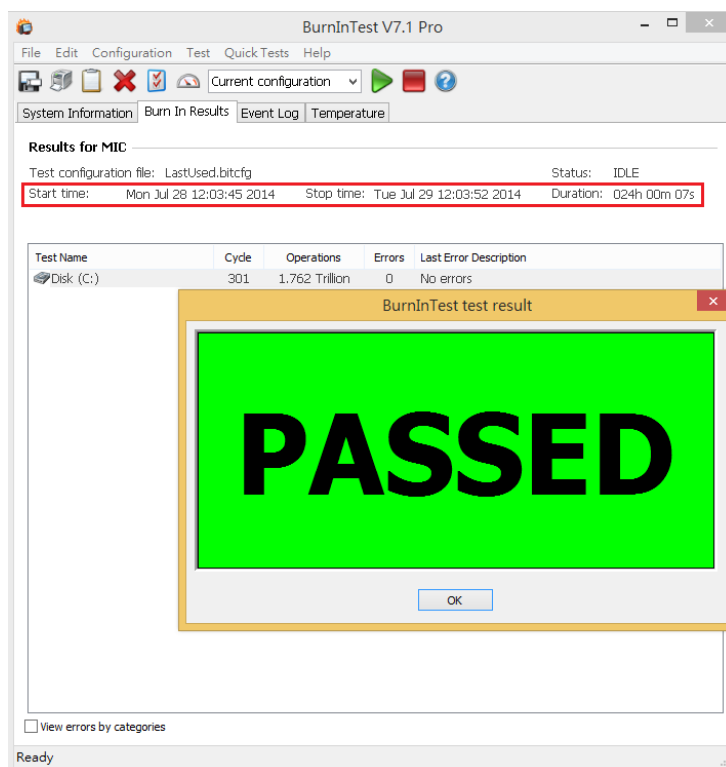 BurnInTest V7.1 Pro
File Edit Configuration Test Quick Tests Help
Current configuration
System Information Burn In Results Event Log Temperature
Results for MIC
Test configuration file: LastUsed.bitcfg Status: IDLE
Start time: Mon Jul 28 12:03:45 2014 Stop time: Tue Jul 29 12:03:52 2014 Duration: 024h 00m 07s
Test Name Cycle Operations Errors Last Error Description
Disk (C:) 301 1.762 Trillion 0 No errors
BurnInTest test result
PASSED
OK
View errors by categories
Ready